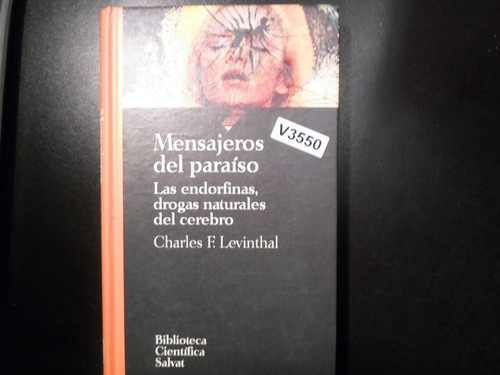 V3550
Mensajeros
del paraíso
Las endorfinas,
drogas naturales
del cerebro
Charles F. Levinthal
Biblioteca
Científica
Salvat